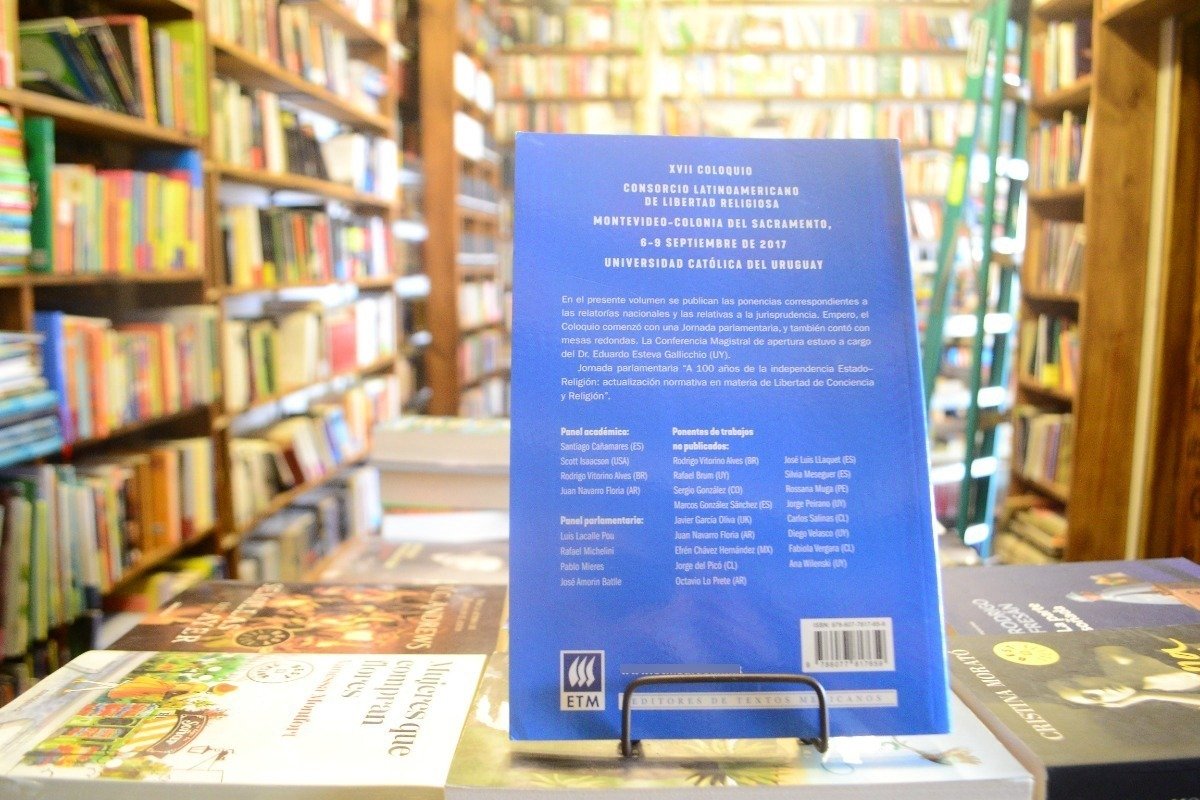 XVII COLOQUIO
CONSORCIO LATINOAMERICANO
DE LIBERTAD RELIGIOSA
MONTEVIDEO-COLONIA DEL SACRAMENTO,
6-9 SEPTIEMBRE DE 2017
UNIVERSIDAD CATÓLICA DEL URUGUAY
En el presente volumen se publican las ponencias correspondientes a
las relatorías nacionales y las relativas a la jurisprudencia. Empero, el
Coloquio comenzó con una Jornada parlamentaria, y también contó con
mesas redondas. La Conferencia Magistral de apertura estuvo a cargo
del Dr. Eduardo Esteva Gallicchio (UY).
Jornada parlamentaria "A 100 años de la independencia Estado-
Religión: actualización normativa en materia de Libertad de Conciencia
y Religión".
Panel académico:
Santiago Cañamares (ES)
Scott Isaacson (USA)
Rodrigo Vitorino Alves (BR)
Juan Navarro Floria (AR)
Panel parlamentario:
Luis Lacalle Pou
Rafael Michelini
Pablo Mieres
José Amorín Batlle
Ponentes de trabajos
no publicados:
Rodrigo Vitorino Alves (BR)
Rafael Brum (UY)
Sergio González (CO)
Marcos González Sánchez (ES)
Javier García Oliva (UK)
Juan Navarro Floria (AR)
Efrén Chávez Hernández (MX)
Jorge del Picó (CL)
Octavio Lo Prete (AR)
José Luis LLaquet (ES)
Silvia Meseguer (ES)
Rossana Muga (PE)
Jorge Peirano (UY)
Carlos Salinas (CL)
Diego Velasco (UY)
Fabiola Vergara (CL)
Ana Wilenski (UY)
ETM
EDITORES DE TEXTOS MEXICANOS
Mujeres que
compran
flores
CRISTINA MORATÓ
RODRIGO
FRESÁN
La parte
soñada